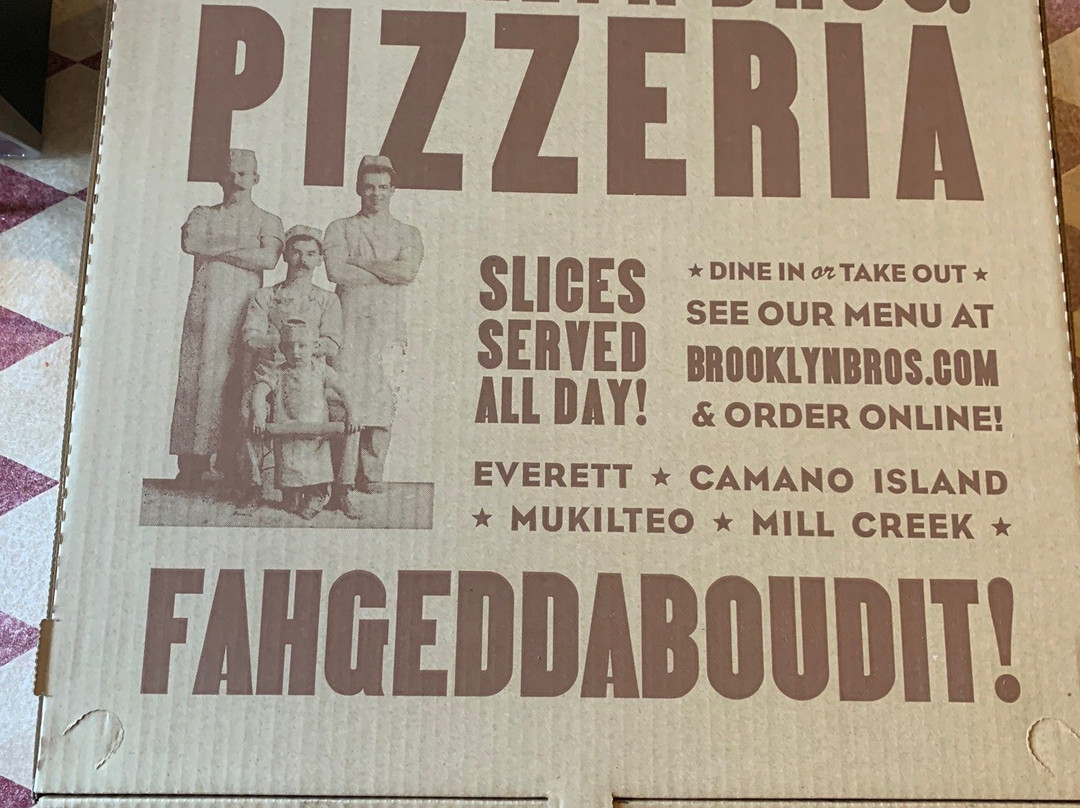 PIZZERIA
SLICES
SERVED
ALL DAY!
★ DINE IN or TAKE OUT ★
SEE OUR MENU AT
BROOKLYNBROS.COM
& ORDER ONLINE!
EVERETT ★ CAMANO ISLAND
★ MUKILTEO ★ MILL CREEK ★
FAHGEDDABOUDIT!